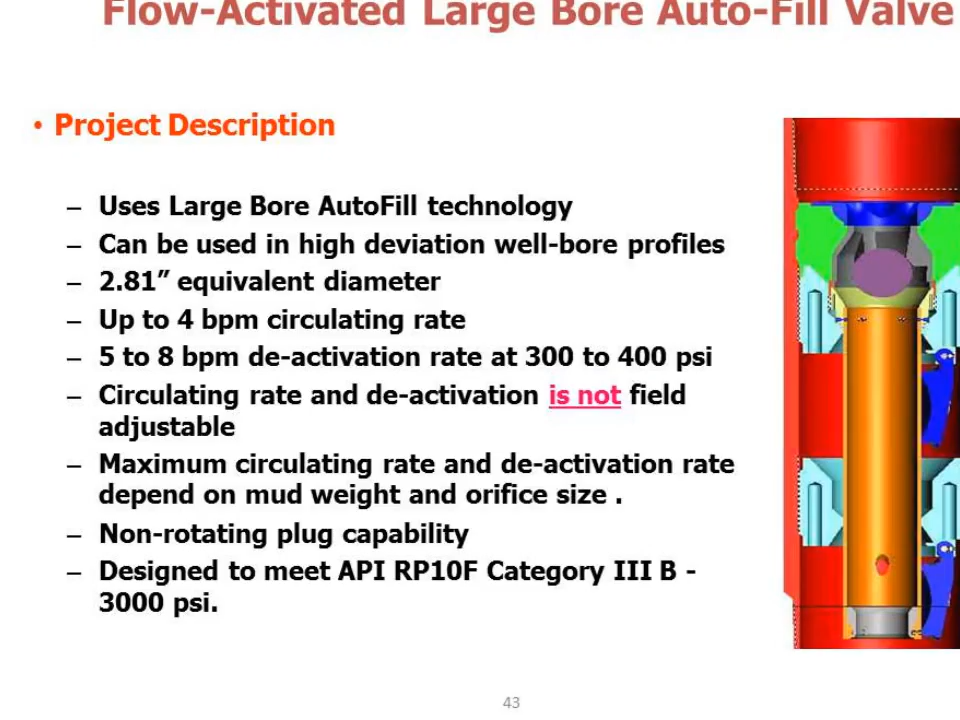 Flow-Activated Large Bore Auto-Fill Valve
• Project Description
– Uses Large Bore AutoFill technology
– Can be used in high deviation well-bore profiles
– 2.81” equivalent diameter
– Up to 4 bpm circulating rate
– 5 to 8 bpm de-activation rate at 300 to 400 psi
– Circulating rate and de-activation is not field
adjustable
– Maximum circulating rate and de-activation rate
depend on mud weight and orifice size .
– Non-rotating plug capability
– Designed to meet API RP10F Category III B -
3000 psi.
43